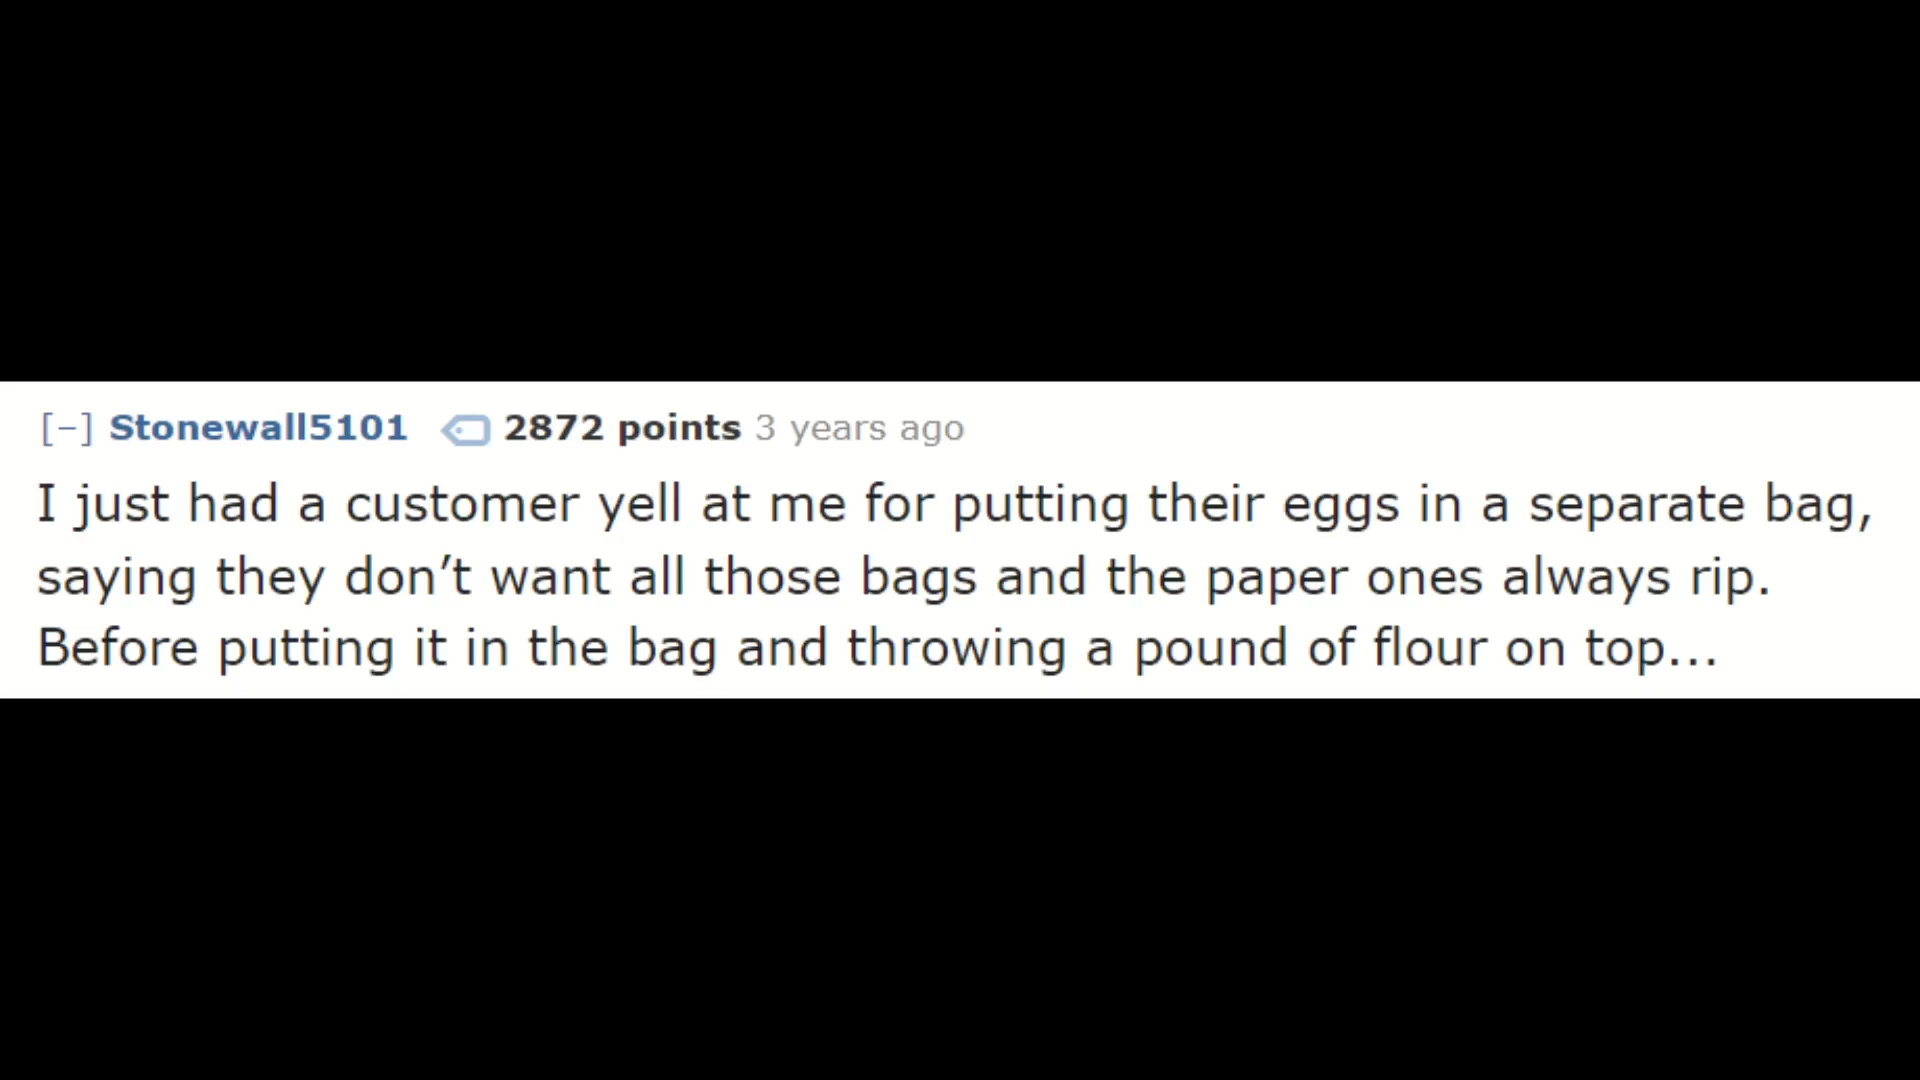 [−] Stonewall5101 2872 points 3 years ago
I just had a customer yell at me for putting their eggs in a separate bag,
saying they don’t want all those bags and the paper ones always rip.
Before putting it in the bag and throwing a pound of flour on top...